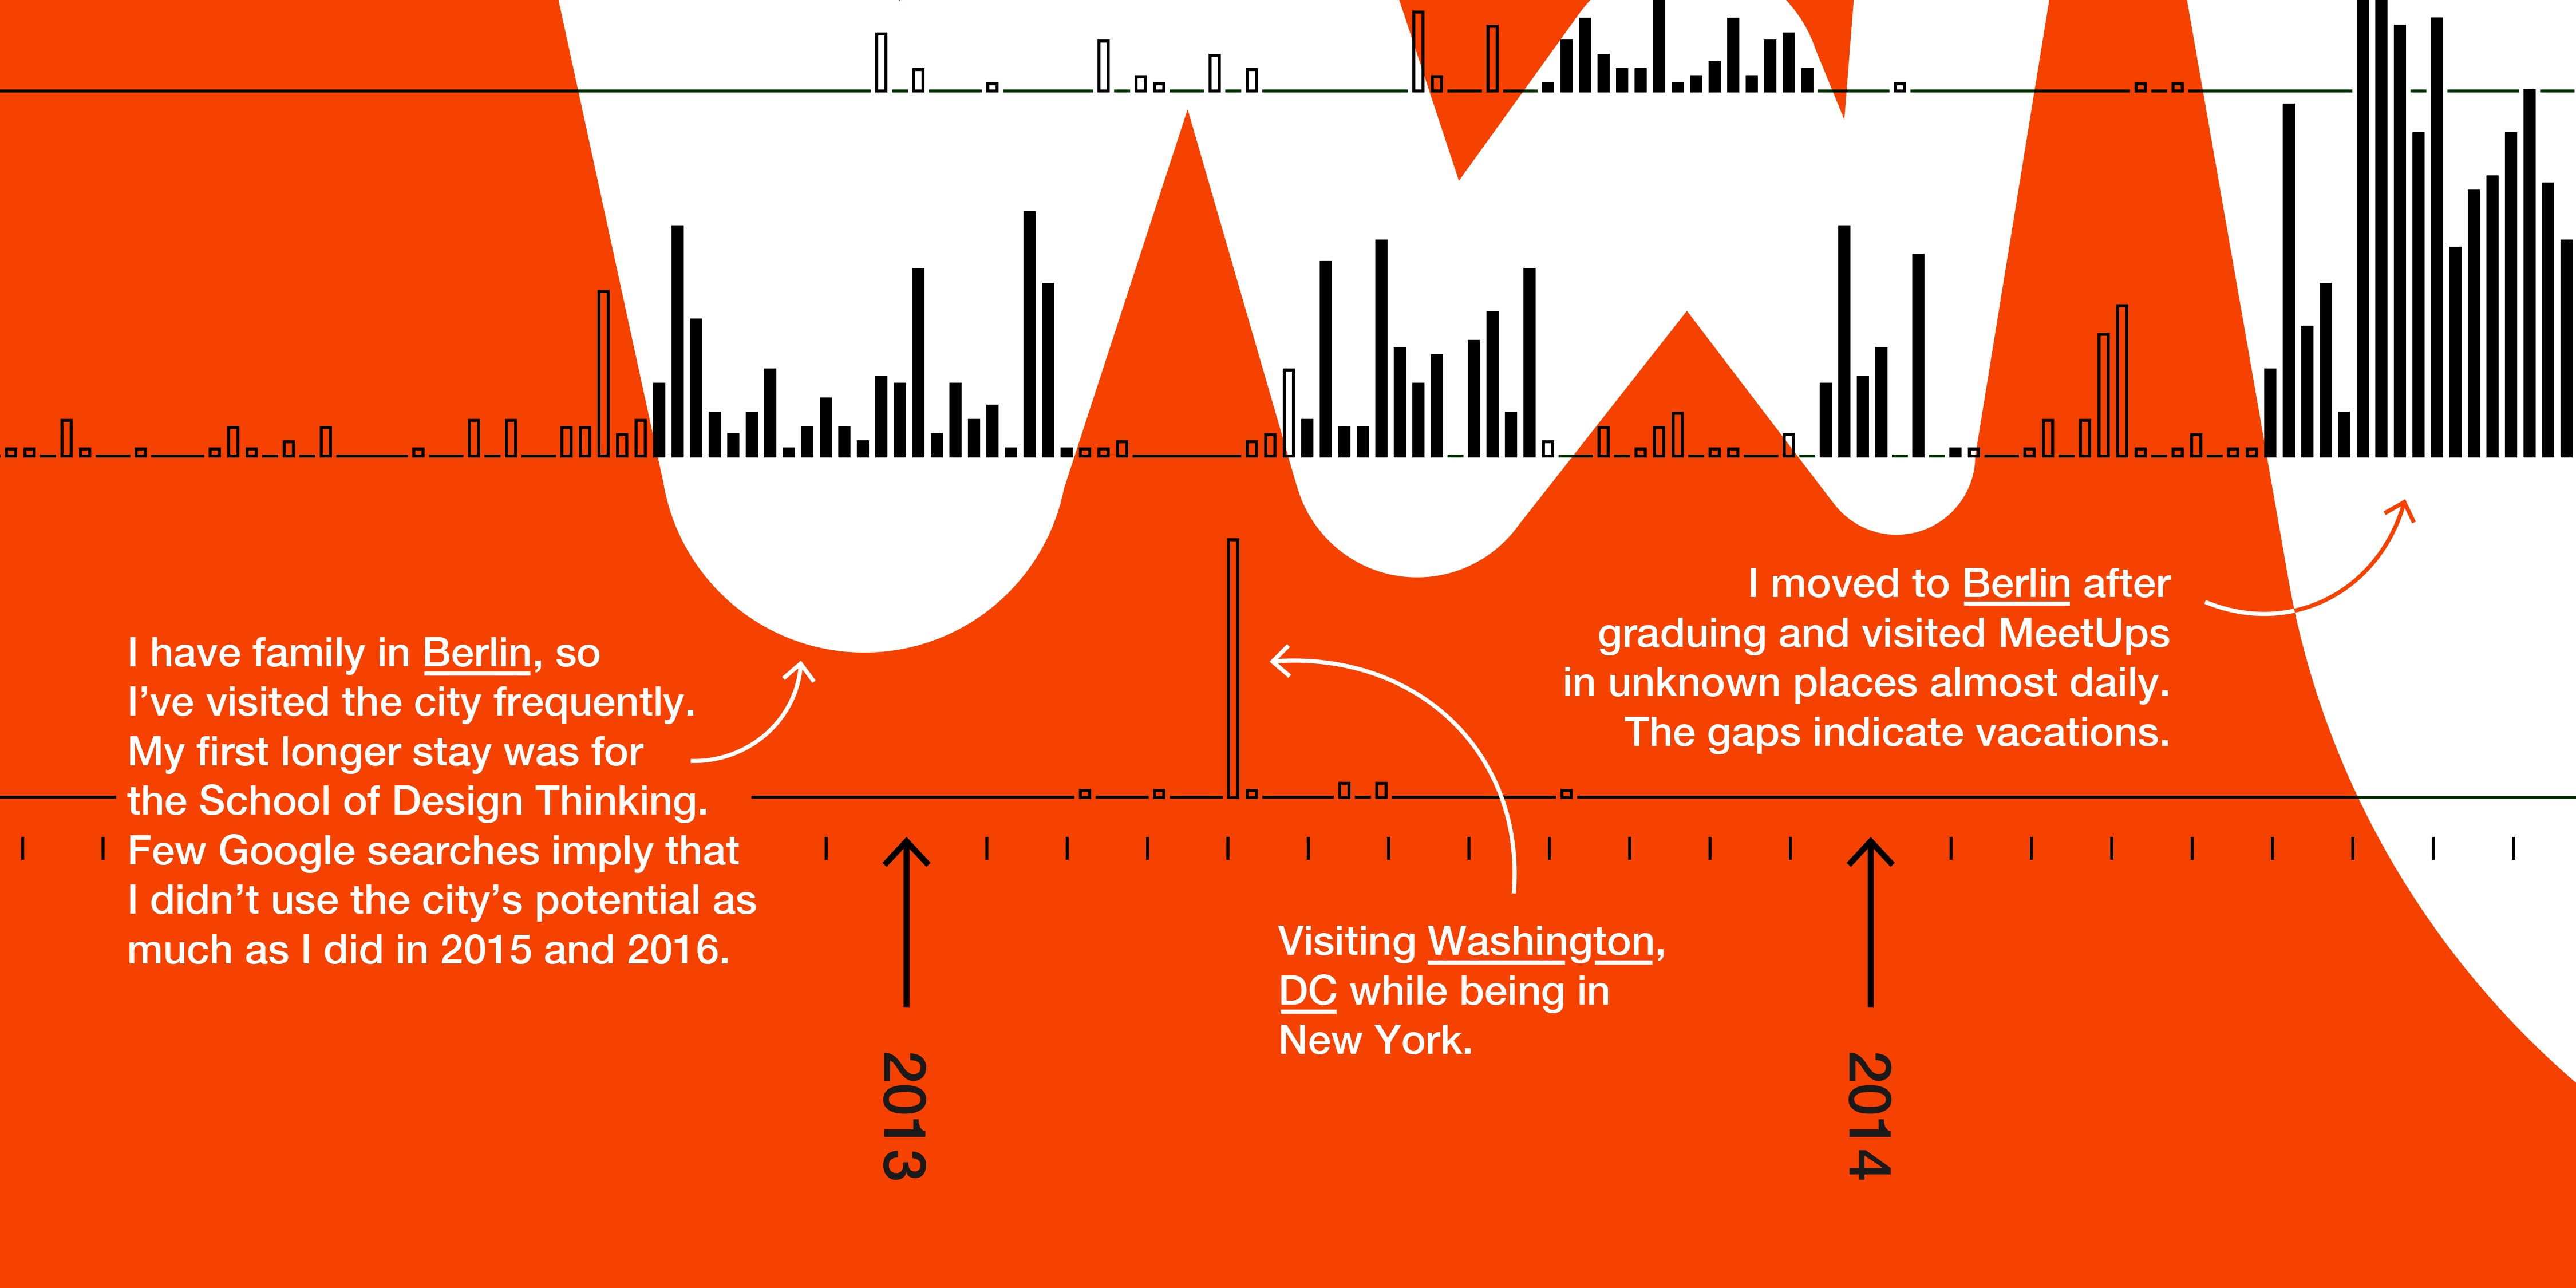 I have family in Berlin, so
I’ve visited the city frequently.
My first longer stay was for
the School of Design Thinking.
Few Google searches imply that
I didn’t use the city’s potential as
much as I did in 2015 and 2016.
I moved to Berlin after
graduing and visited MeetUps
in unknown places almost daily.
The gaps indicate vacations.
Visiting Washington,
DC while being in
New York.
2013
2014